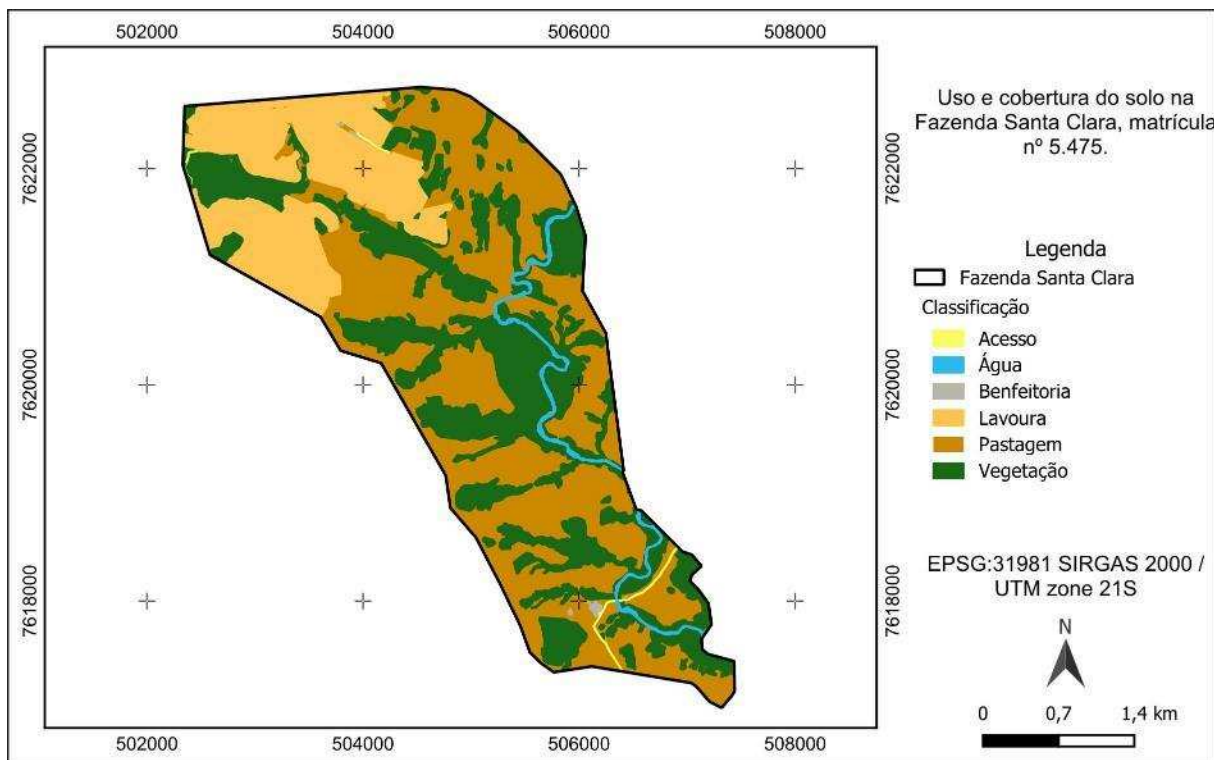 502000 504000 506000 508000
7622000 7622000
7620000 7620000
7618000 7618000
502000 504000 506000 508000
Uso e cobertura do solo na
Fazenda Santa Clara, matrícula
nº 5.475.
Legenda
Fazenda Santa Clara
Classificação
Acesso
Água
Benfeitoria
Lavoura
Pastagem
Vegetação
EPSG:31981 SIRGAS 2000 /
UTM zone 21S
N
0 0,7 1,4 km